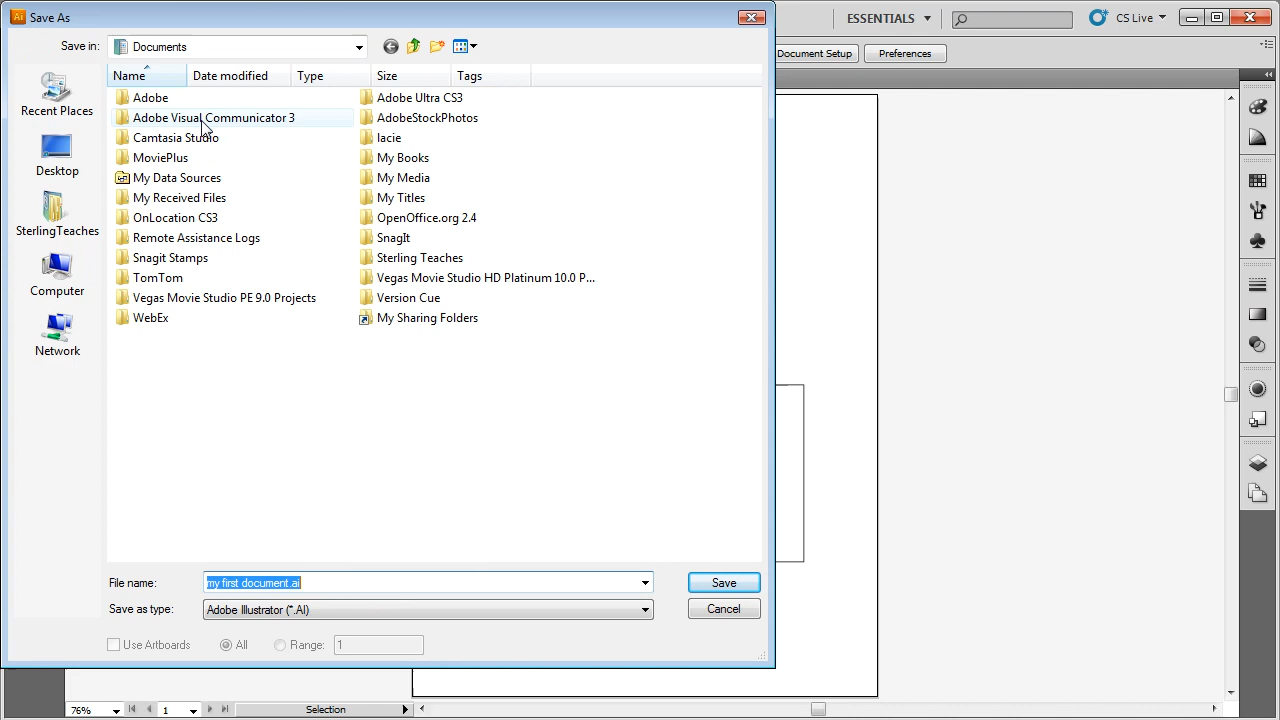 Ai Save As
ESSENTIALS
CS Live
Save in:
Documents
Document Setup
Preferences
Name
Date modified
Type
Size
Tags
Recent Places
Desktop
SterlingTeaches
Computer
Network
Adobe
Adobe Visual Communicator 3
Camtasia Studio
MoviePlus
My Data Sources
My Received Files
OnLocation CS3
Remote Assistance Logs
Snagit Stamps
TomTom
Vegas Movie Studio PE 9.0 Projects
WebEx
Adobe Ultra CS3
AdobeStockPhotos
lacie
My Books
My Media
My Titles
OpenOffice.org 2.4
SnagIt
Sterling Teaches
Vegas Movie Studio HD Platinum 10.0 P...
Version Cue
My Sharing Folders
File name:
my first document.ai
Save
Save as type:
Adobe Illustrator (*.AI)
Cancel
Use Artboards
All
Range:
1
76%
1
Selection